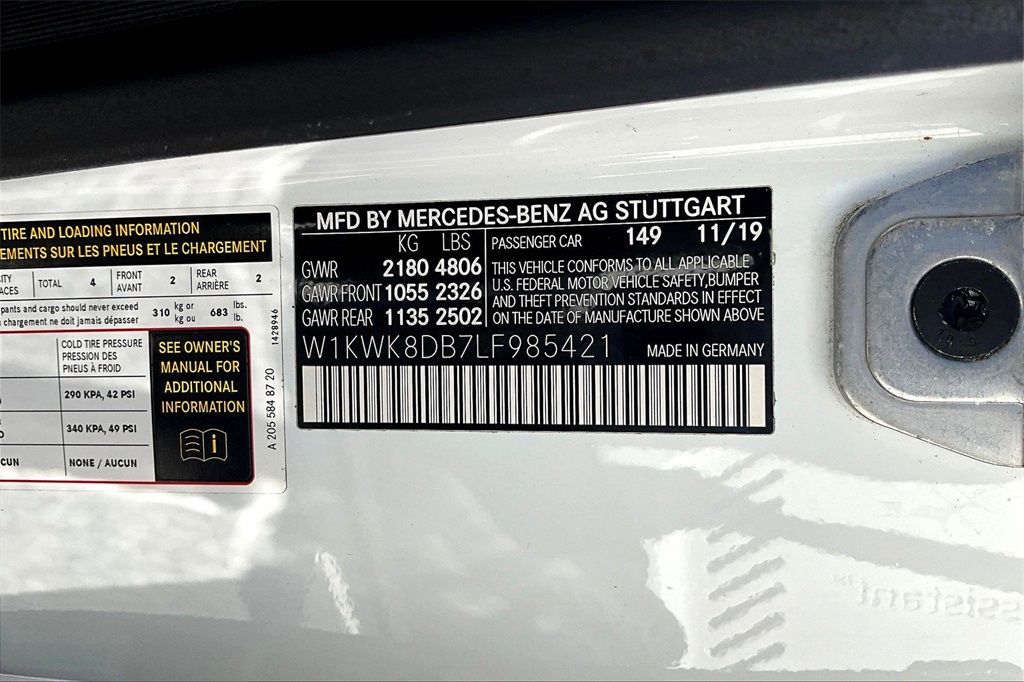 TIRE AND LOADING INFORMATION
EMENTS SUR LES PNEUS ET LE CHARGEMENT
TOTAL 4 FRONT AVANT 2 REAR ARRIÈRE 2
pants and cargo should never exceed 310 kg or 683 lbs.
chargement ne doit jamais dépasser kg ou lb.
COLD TIRE PRESSURE
PRESSION DES
PNEUS À FROID
290 KPA, 42 PSI
340 KPA, 49 PSI
CUN NONE / AUCUN
SEE OWNER'S
MANUAL FOR
ADDITIONAL
INFORMATION
i
1428946
A 205 584 87 20
MFD BY MERCEDES-BENZ AG STUTTGART
KG LBS
GVWR 2180 4806
GAWR FRONT 1055 2326
GAWR REAR 1135 2502
PASSENGER CAR 149 11/19
THIS VEHICLE CONFORMS TO ALL APPLICABLE
U.S. FEDERAL MOTOR VEHICLE SAFETY, BUMPER
AND THEFT PREVENTION STANDARDS IN EFFECT
ON THE DATE OF MANUFACTURE SHOWN ABOVE
W1KWK8DB7LF985421 MADE IN GERMANY